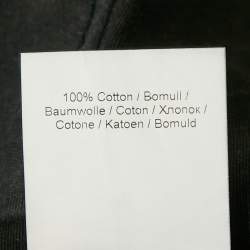 100% Cotton / Bomull /
Baumwolle / Coton / Хлопок /
Cotone / Katoen / Bomuld